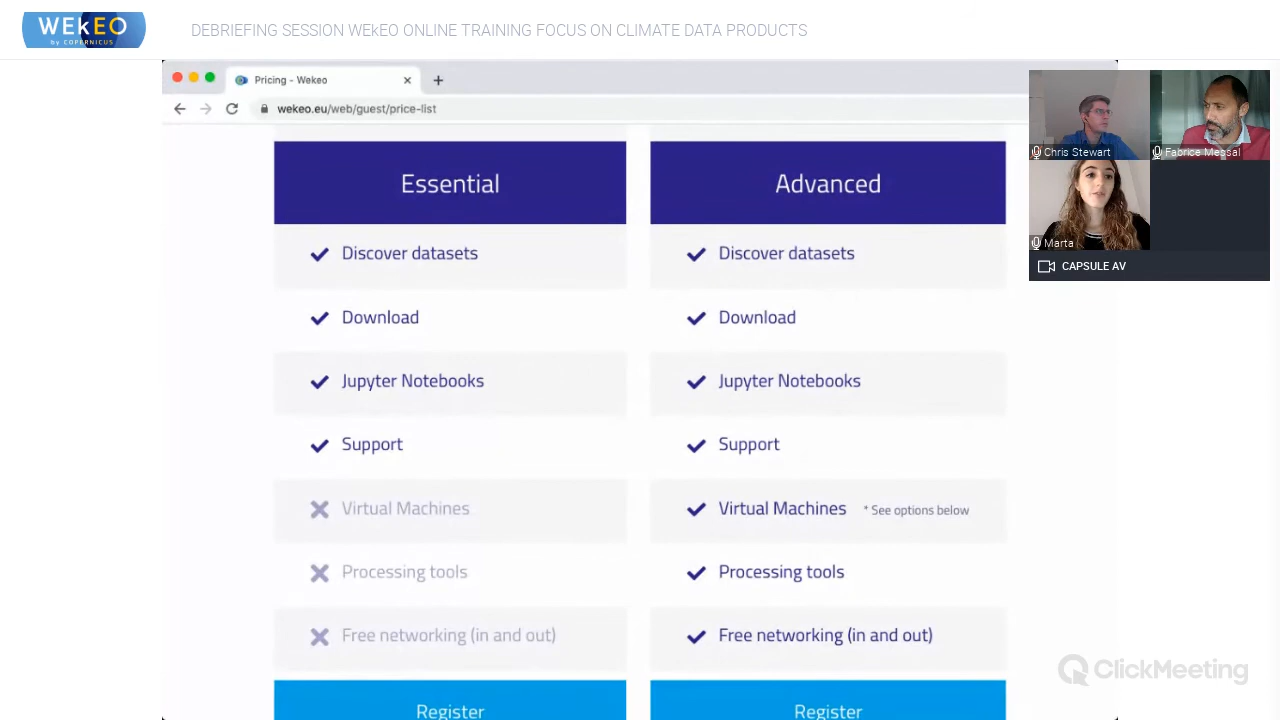 WEkEO
by COPERNICUS
DEBRIEFING SESSION WEkEO ONLINE TRAINING FOCUS ON CLIMATE DATA PRODUCTS
Pricing - Wekeo
wekeo.eu/web/guest/price-list
Chris Stewart
Fabrice Messal
Marta
CAPSULE AV
Essential
Discover datasets
Download
Jupyter Notebooks
Support
Virtual Machines
Processing tools
Free networking (in and out)
Register
Advanced
Discover datasets
Download
Jupyter Notebooks
Support
Virtual Machines * See options below
Processing tools
Free networking (in and out)
Register
ClickMeeting